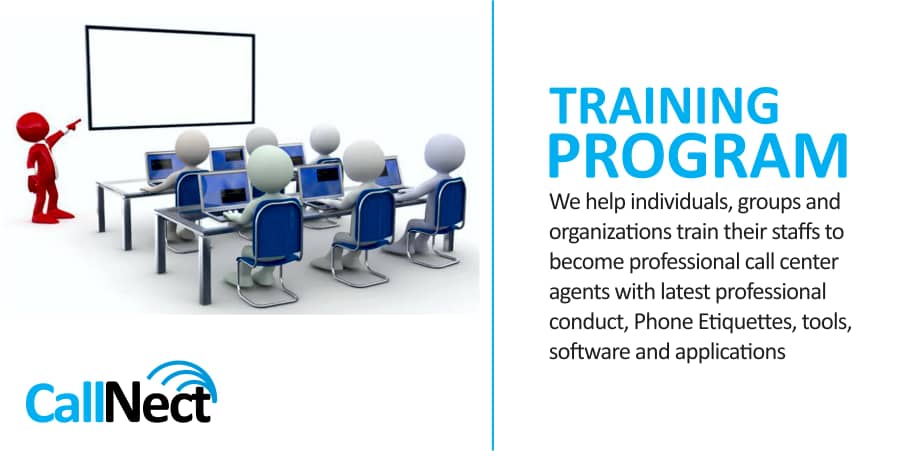 TRAINING
PROGRAM
We help individuals, groups and
organizations train their staffs to
become professional call center
agents with latest professional
conduct, Phone Etiquettes, tools,
software and applications
CallNect